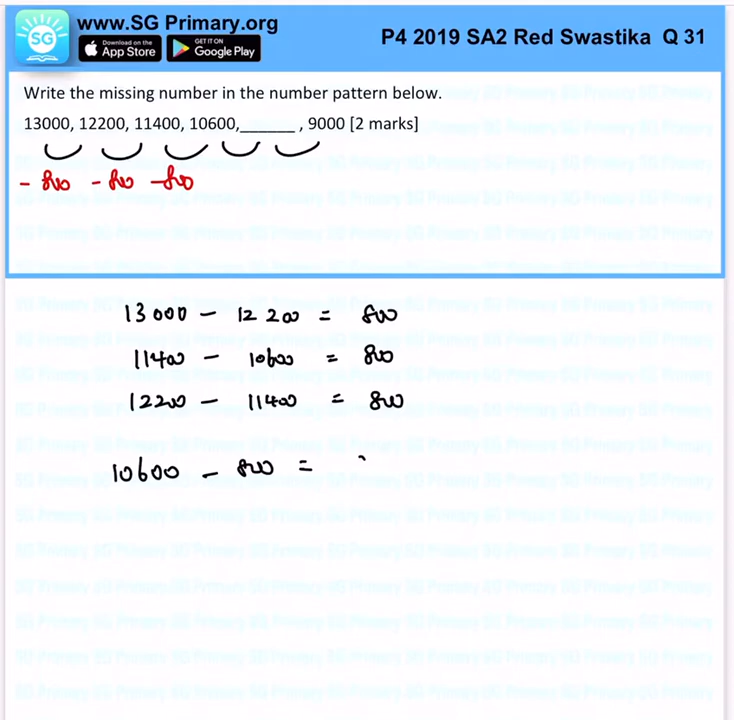 www.SG Primary.org
P4 2019 SA2 Red Swastika Q 31
SG
Download on the App Store
GET IT ON Google Play
Write the missing number in the number pattern below.
13000, 12200, 11400, 10600,______ , 9000 [2 marks]
- 800 - 800 - 800
13000 - 12200 = 800
11400 - 10600 = 800
12200 - 11400 = 800
10600 - 800 =